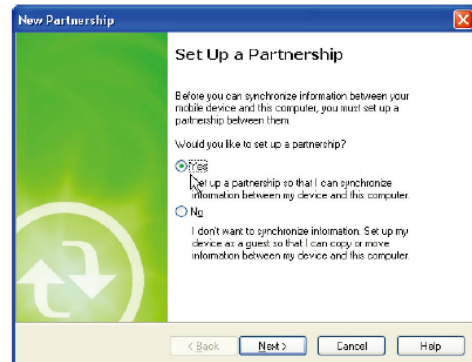 New Partnership
Set Up a Partnership
Before you can synchronize information between your
mobile device and this computer, you must set up a
partnership between them
Would you like to set up a partnership?
Yes
Set up a partnership so that I can synchronize
information between my device and this computer.
No
I don't want to synchronize information. Set up my
device as a guest so that I can copy or move
information between my device and this computer.
< Back
Next >
Cancel
Help